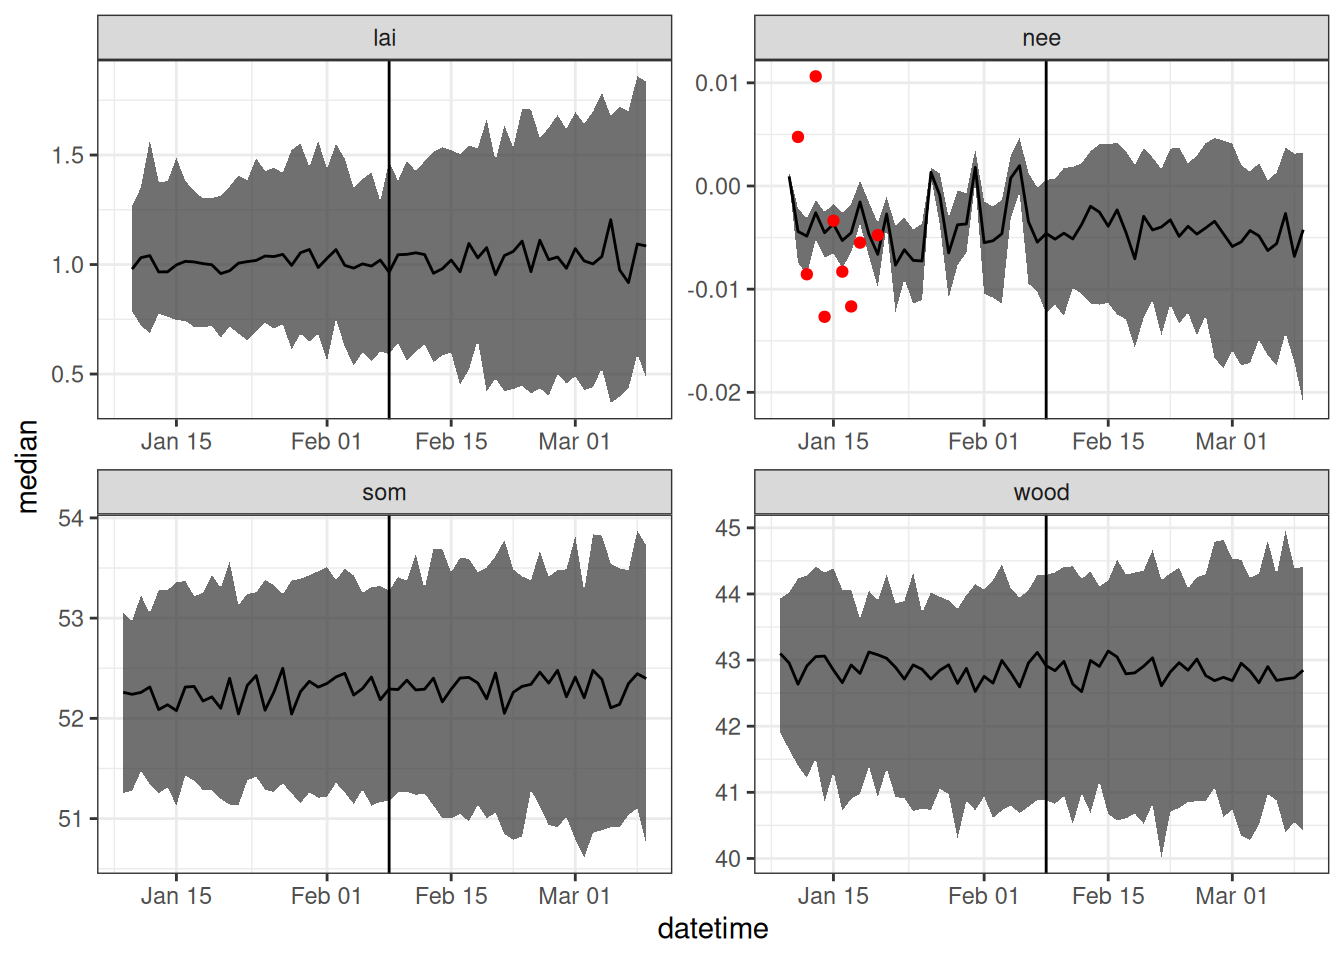 lai
nee
1.5
1.0
0.5
0.01
0.00
-0.01
-0.02
Jan 15 Feb 01 Feb 15 Mar 01
Jan 15 Feb 01 Feb 15 Mar 01
median
som
wood
54
53
52
51
45
44
43
42
41
40
Jan 15 Feb 01 Feb 15 Mar 01
Jan 15 Feb 01 Feb 15 Mar 01
datetime